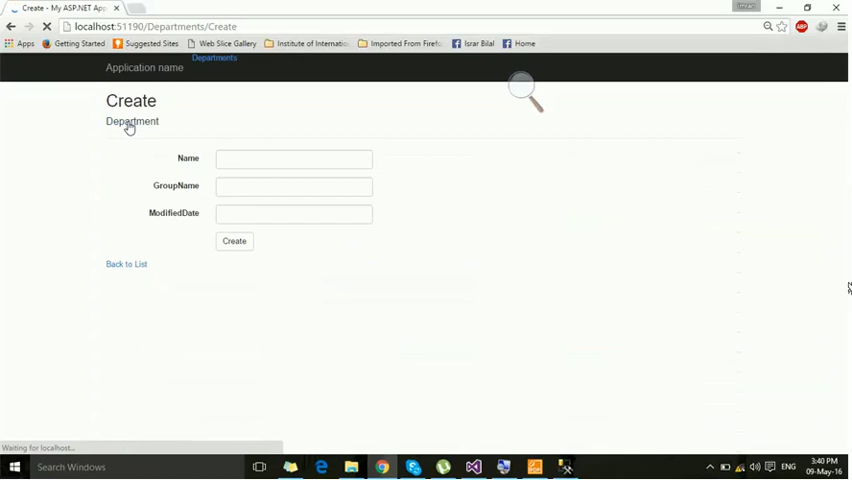 Create - My ASP.NET App
imran
localhost:51190/Departments/Create
Apps Getting Started Suggested Sites Web Slice Gallery Institute of Internatio Imported From Firefo Israr Bilal Home
Departments
Application name
Create
Department
Name
GroupName
ModifiedDate
Create
Back to List
Waiting for localhost...
Search Windows
ENG
3:40 PM
09-May-16